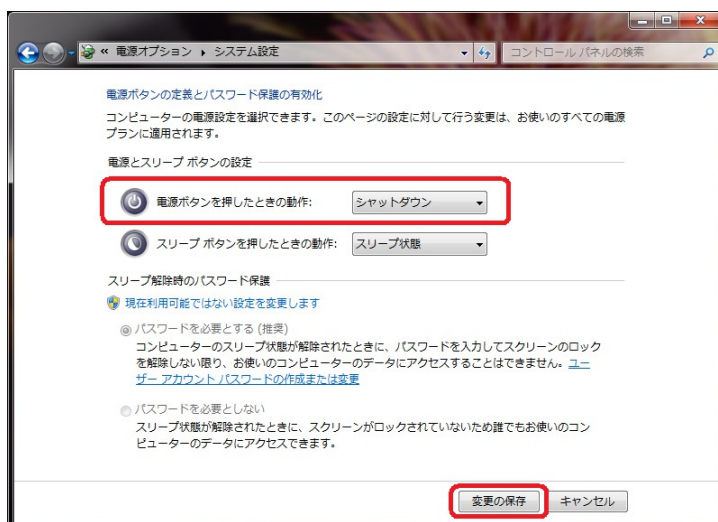 « 電源オプション ▸ システム設定
コントロール パネルの検索
電源ボタンの定義とパスワード保護の有効化
コンピューターの電源設定を選択できます。このページの設定に対して行う変更は、お使いのすべての電源
プランに適用されます。
電源とスリープ ボタンの設定
電源ボタンを押したときの動作: シャットダウン
スリープ ボタンを押したときの動作: スリープ状態
スリープ解除時のパスワード保護
現在利用可能ではない設定を変更します
パスワードを必要とする (推奨)
コンピューターのスリープ状態が解除されたときに、パスワードを入力してスクリーンのロック
を解除しない限り、お使いのコンピューターのデータにアクセスすることはできません。ユー
ザー アカウント パスワードの作成または変更
パスワードを必要としない
スリープ状態が解除されたときに、スクリーンがロックされていないため誰でもお使いのコン
ピューターのデータにアクセスできます。
変更の保存 キャンセル